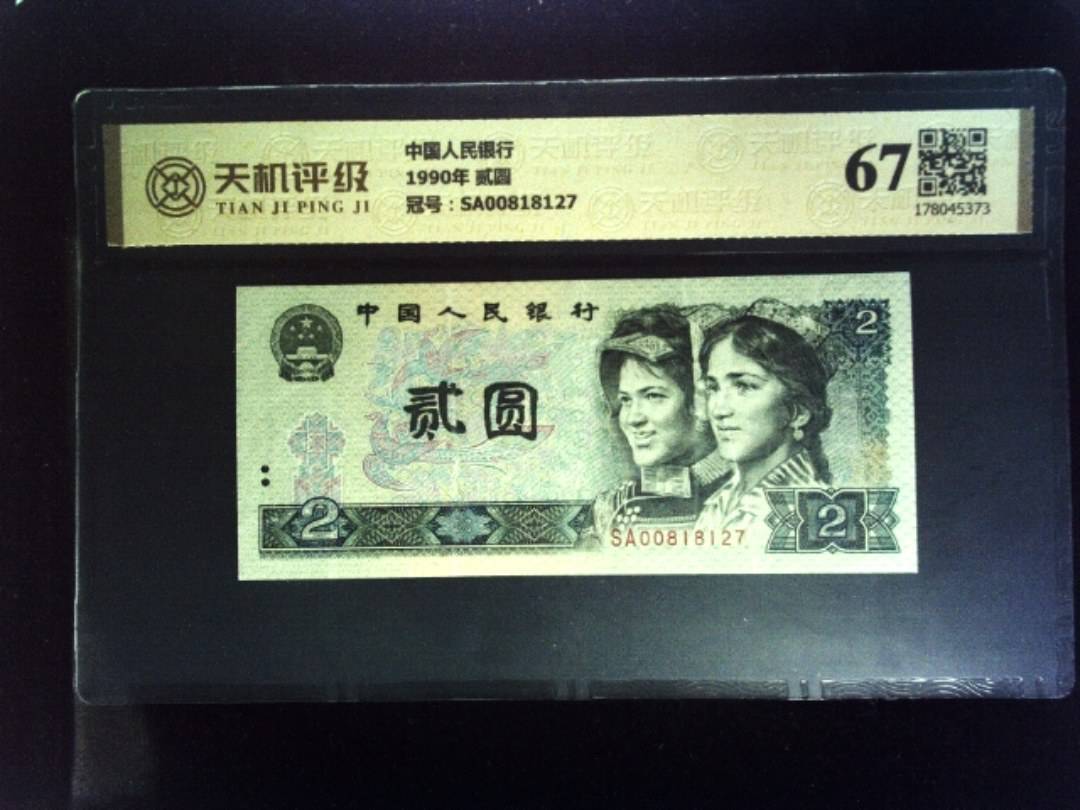 天机评级
TIAN JI PING JI
中国人民银行
1990年 贰圆
冠号：SA00818127
67
178045373
中国人民银行
2
贰圆
2
SA00818127
2